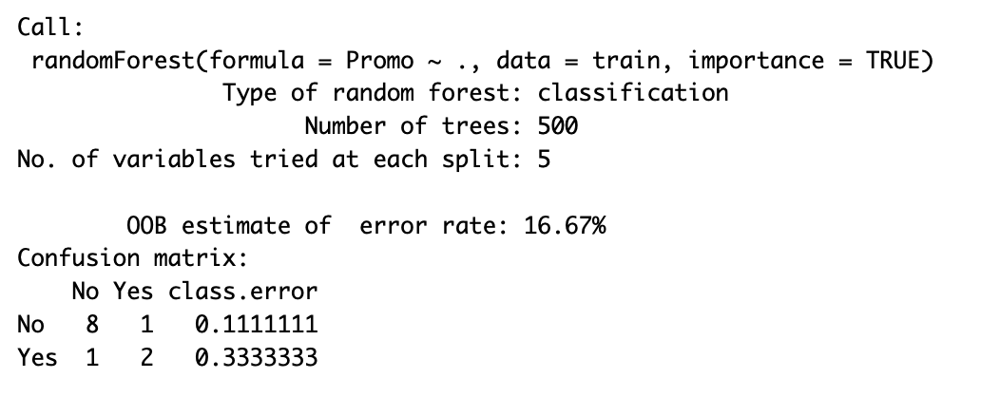 Call:
 randomForest(formula = Promo ~ ., data = train, importance = TRUE)
               Type of random forest: classification
                     Number of trees: 500
No. of variables tried at each split: 5

        OOB estimate of  error rate: 16.67%
Confusion matrix:
    No Yes class.error
No   8   1   0.1111111
Yes  1   2   0.3333333